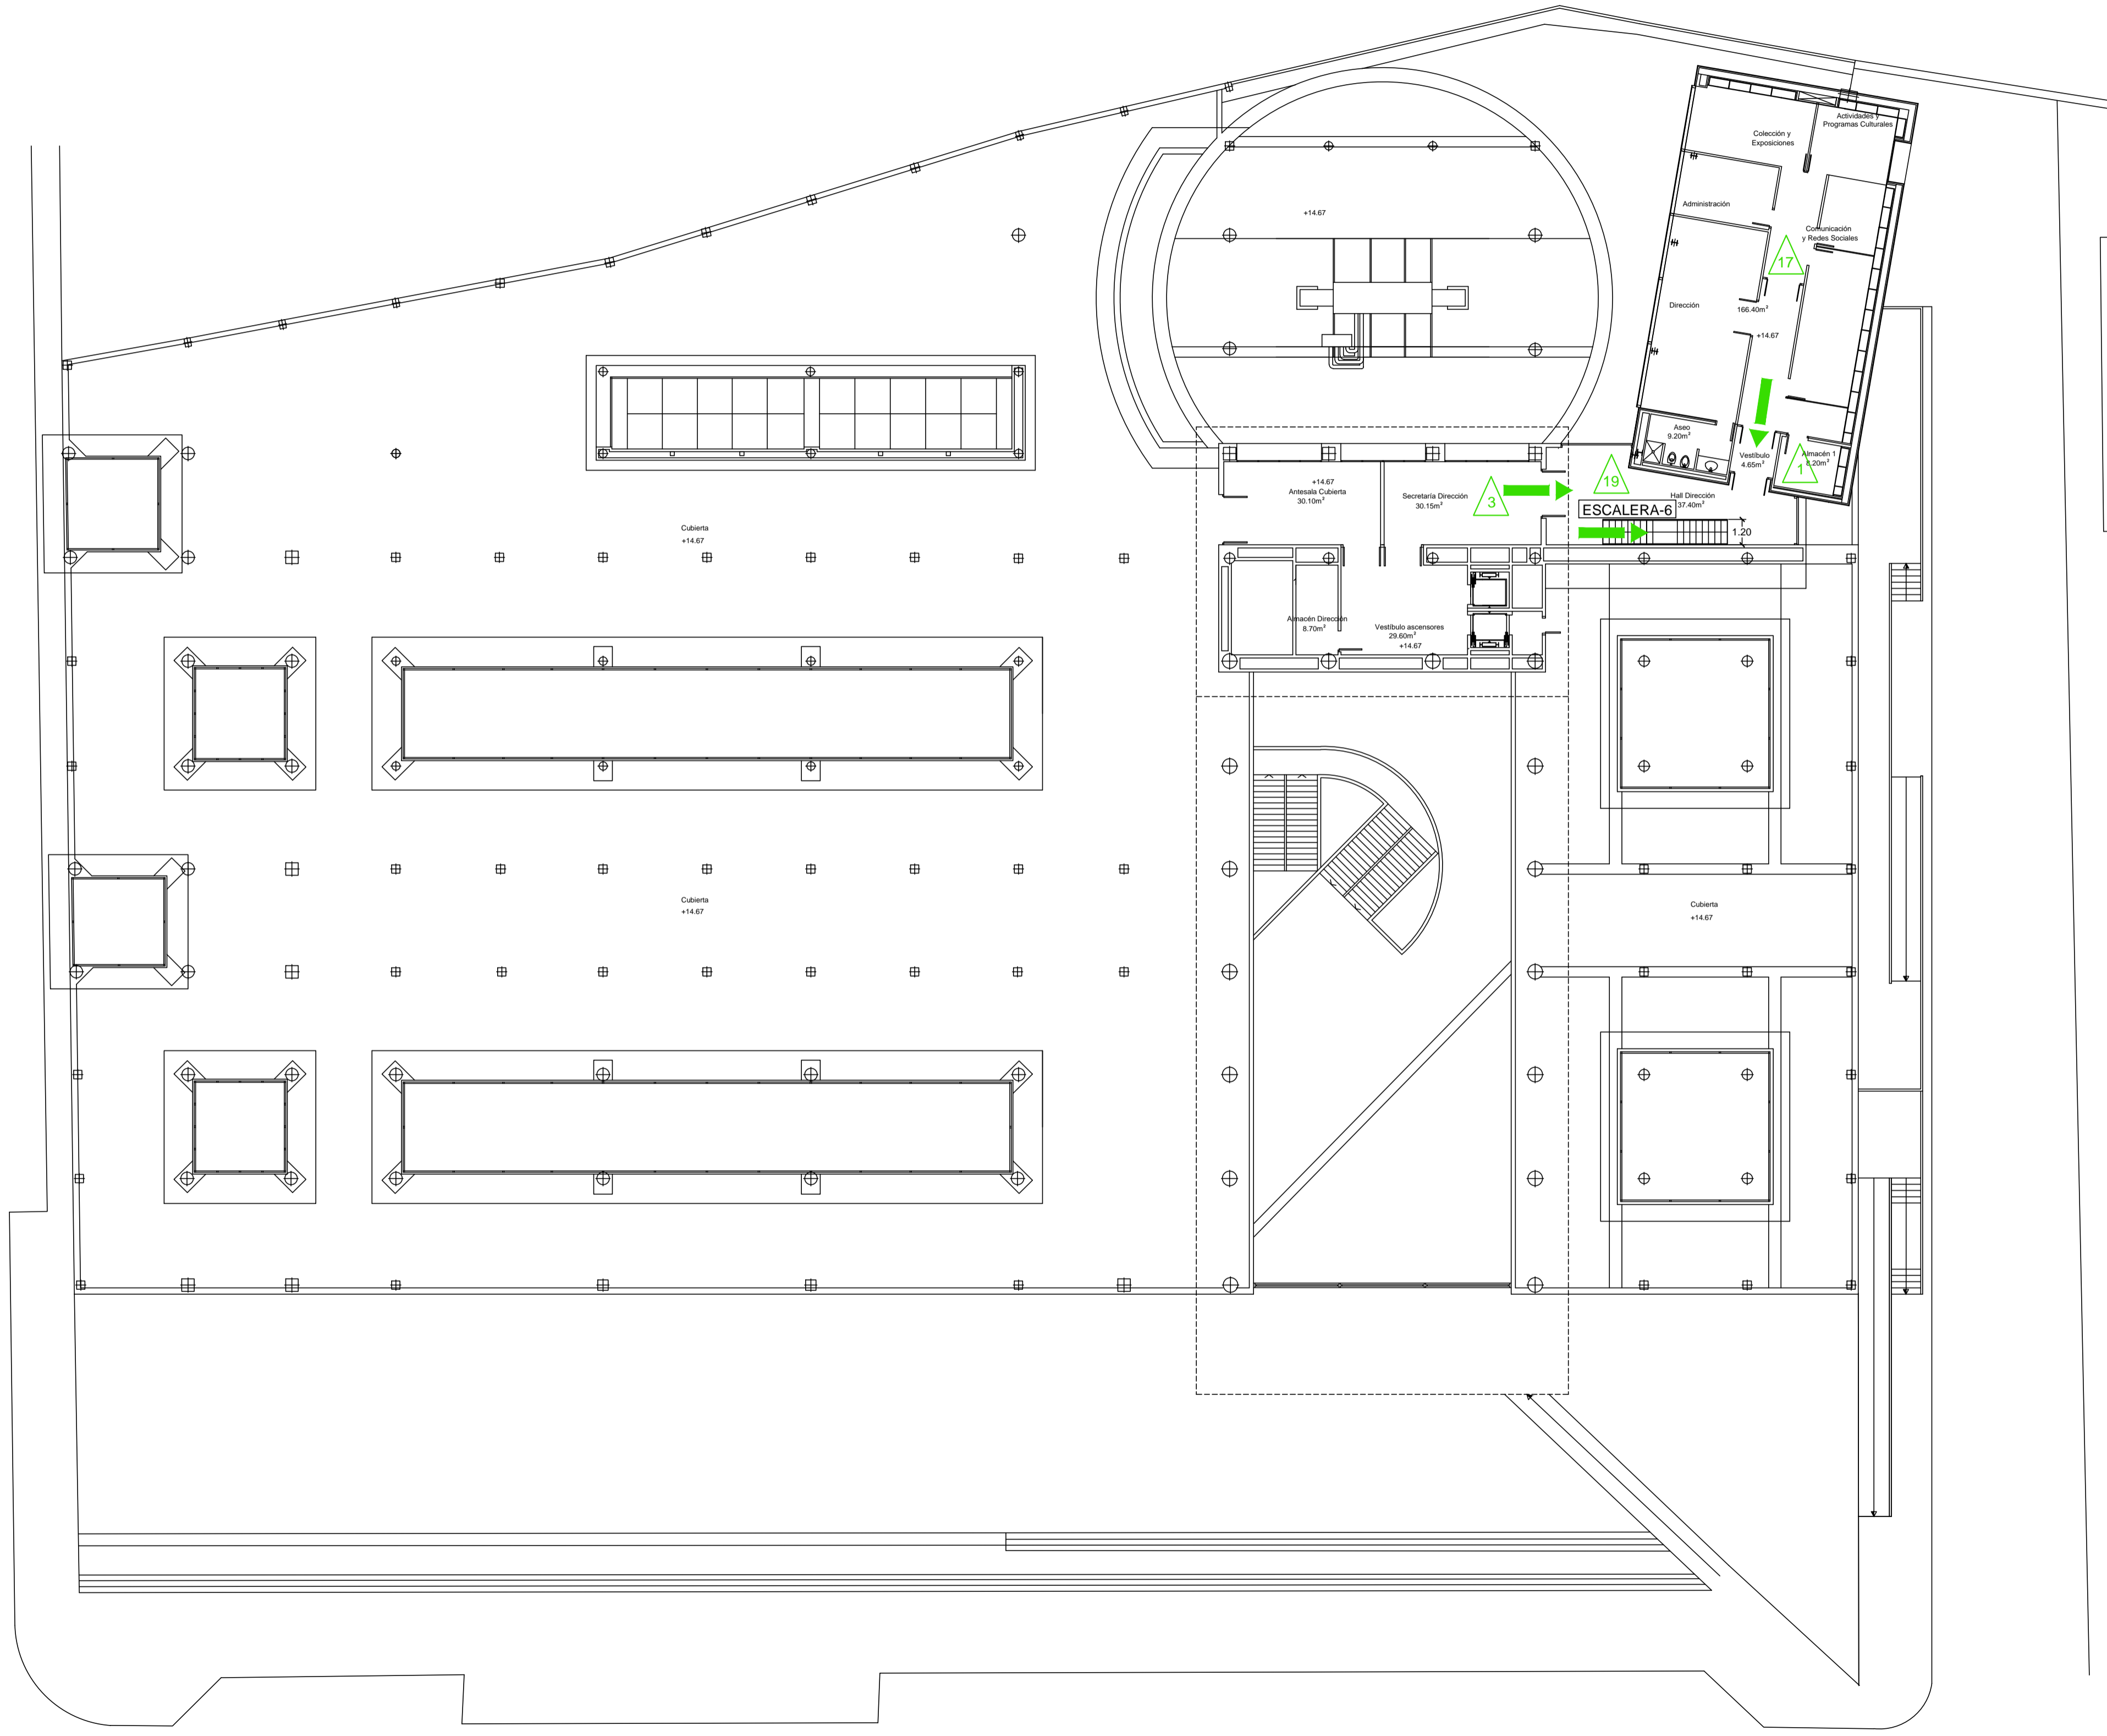 Actividades y
Programas Culturales
Colección y
Exposiciones
Administración
+14.67
Comunicación
y Redes Sociales
17
Dirección
166.40m²
+14.67
Aseo
9.20m²
Vestíbulo
4.65m²
Almacén 1
8.20m²
1
+14.67
Antesala Cubierta
30.10m²
Secretaría Dirección
30.15m²
3
19
Hall Dirección
37.40m²
ESCALERA-6
1.20
Cubierta
+14.67
Almacén Dirección
8.70m²
Vestíbulo ascensores
29.60m²
+14.67
Cubierta
+14.67
Cubierta
+14.67